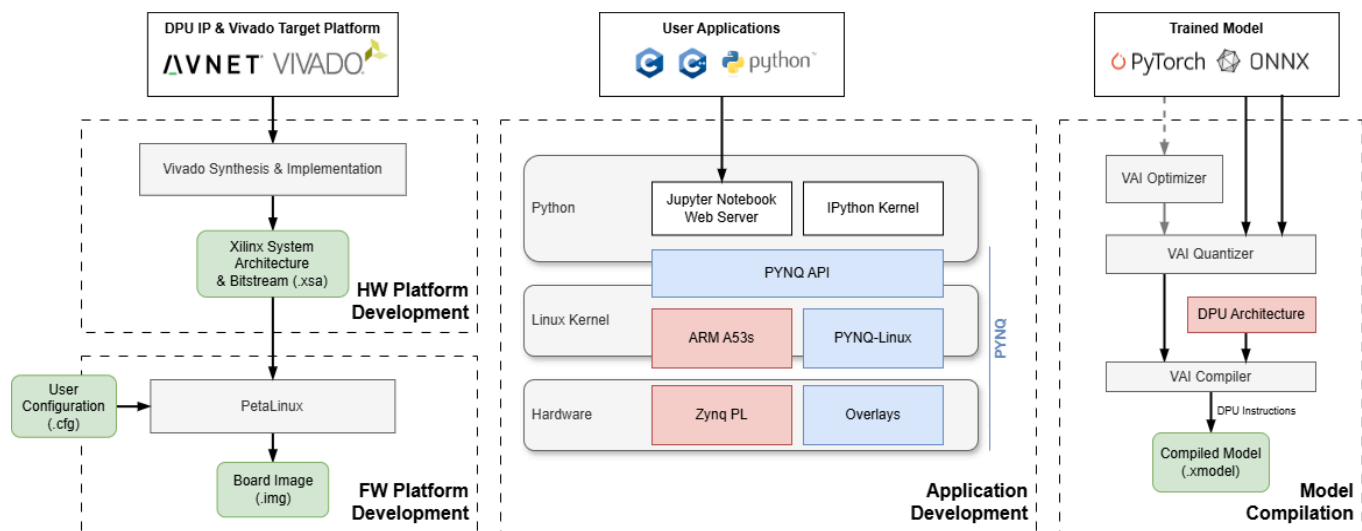 DPU IP & Vivado Target Platform
AVNET
VIVADO
Vivado Synthesis & Implementation
Xilinx System
Architecture
& Bitstream (.xsa)
HW Platform
Development
User
Configuration
(.cfg)
PetaLinux
Board Image
(.img)
FW Platform
Development
User Applications
C
C++
python™
Python
Jupyter Notebook
Web Server
IPython Kernel
PYNQ API
Linux Kernel
ARM A53s
PYNQ-Linux
PYNQ
Hardware
Zynq PL
Overlays
Application
Development
Trained Model
PyTorch
ONNX
VAI Optimizer
VAI Quantizer
DPU Architecture
VAI Compiler
DPU Instructions
Compiled Model
(.xmodel)
Model
Compilation